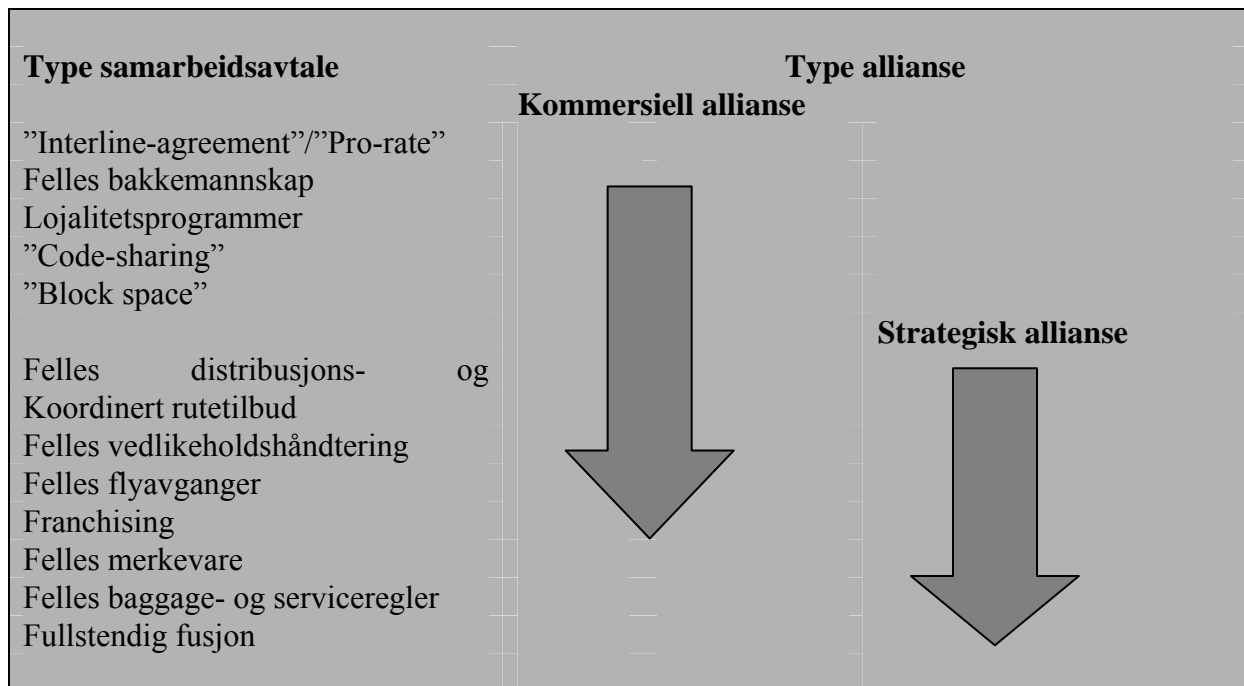 Type samarbeidsavtale Type allianse
Kommersiell allianse
”Interline-agreement”/”Pro-rate”
Felles bakkemannskap
Lojalitetsprogrammer
”Code-sharing”
”Block space”
Strategisk allianse
Felles distribusjons- og
Koordinert rutetilbud
Felles vedlikeholdshåndtering
Felles flyavganger
Franchising
Felles merkevare
Felles baggage- og serviceregler
Fullstendig fusjon